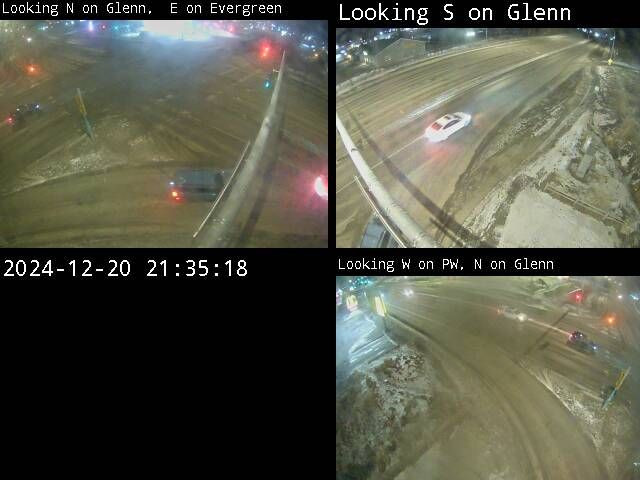 Looking N on Glenn, E on Evergreen
Looking S on Glenn
2024-12-20 21:35:18
Looking W on PW, N on Glenn